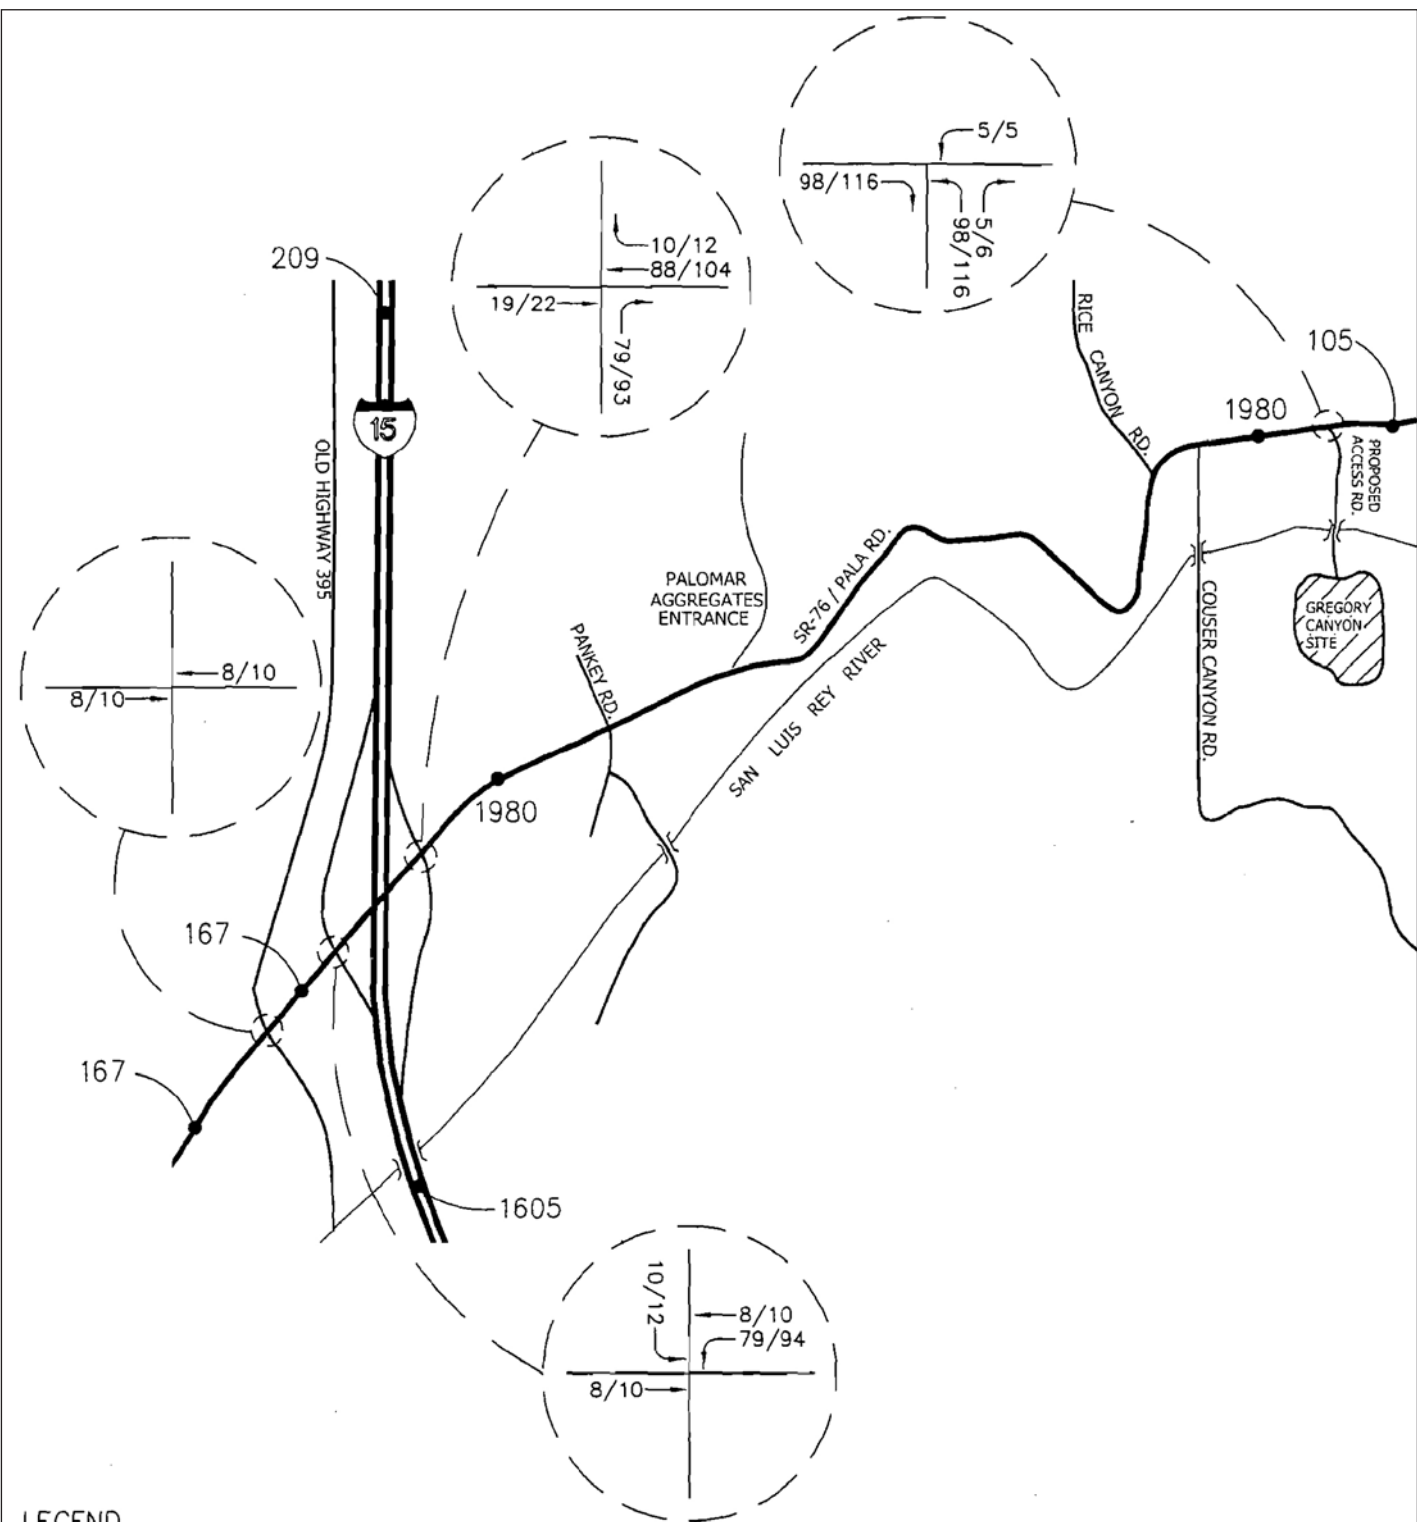 5/5
98/116
5/6
98/116
10/12
88/104
19/22
79/93
209
15
OLD HIGHWAY 395
RICE CANYON RD.
105
1980
PROPOSED
ACCESS RD.
PALOMAR
AGGREGATES
ENTRANCE
SR-76 / PALA RD.
PANKEY RD.
SAN LUIS REY RIVER
COUSER CANYON RD.
GREGORY
CANYON
SITE
8/10
8/10
1980
167
167
1605
10/12
8/10
79/94
8/10
LEGEND